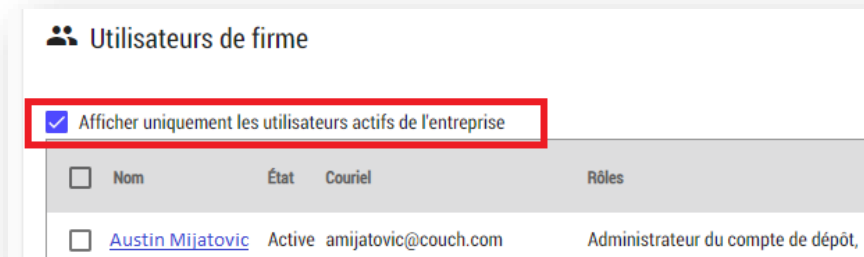 Utilisateurs de firme
Afficher uniquement les utilisateurs actifs de l'entreprise
Nom État Couriel Rôles
Austin Mijatovic Active amijatovic@couch.com Administrateur du compte de dépôt,